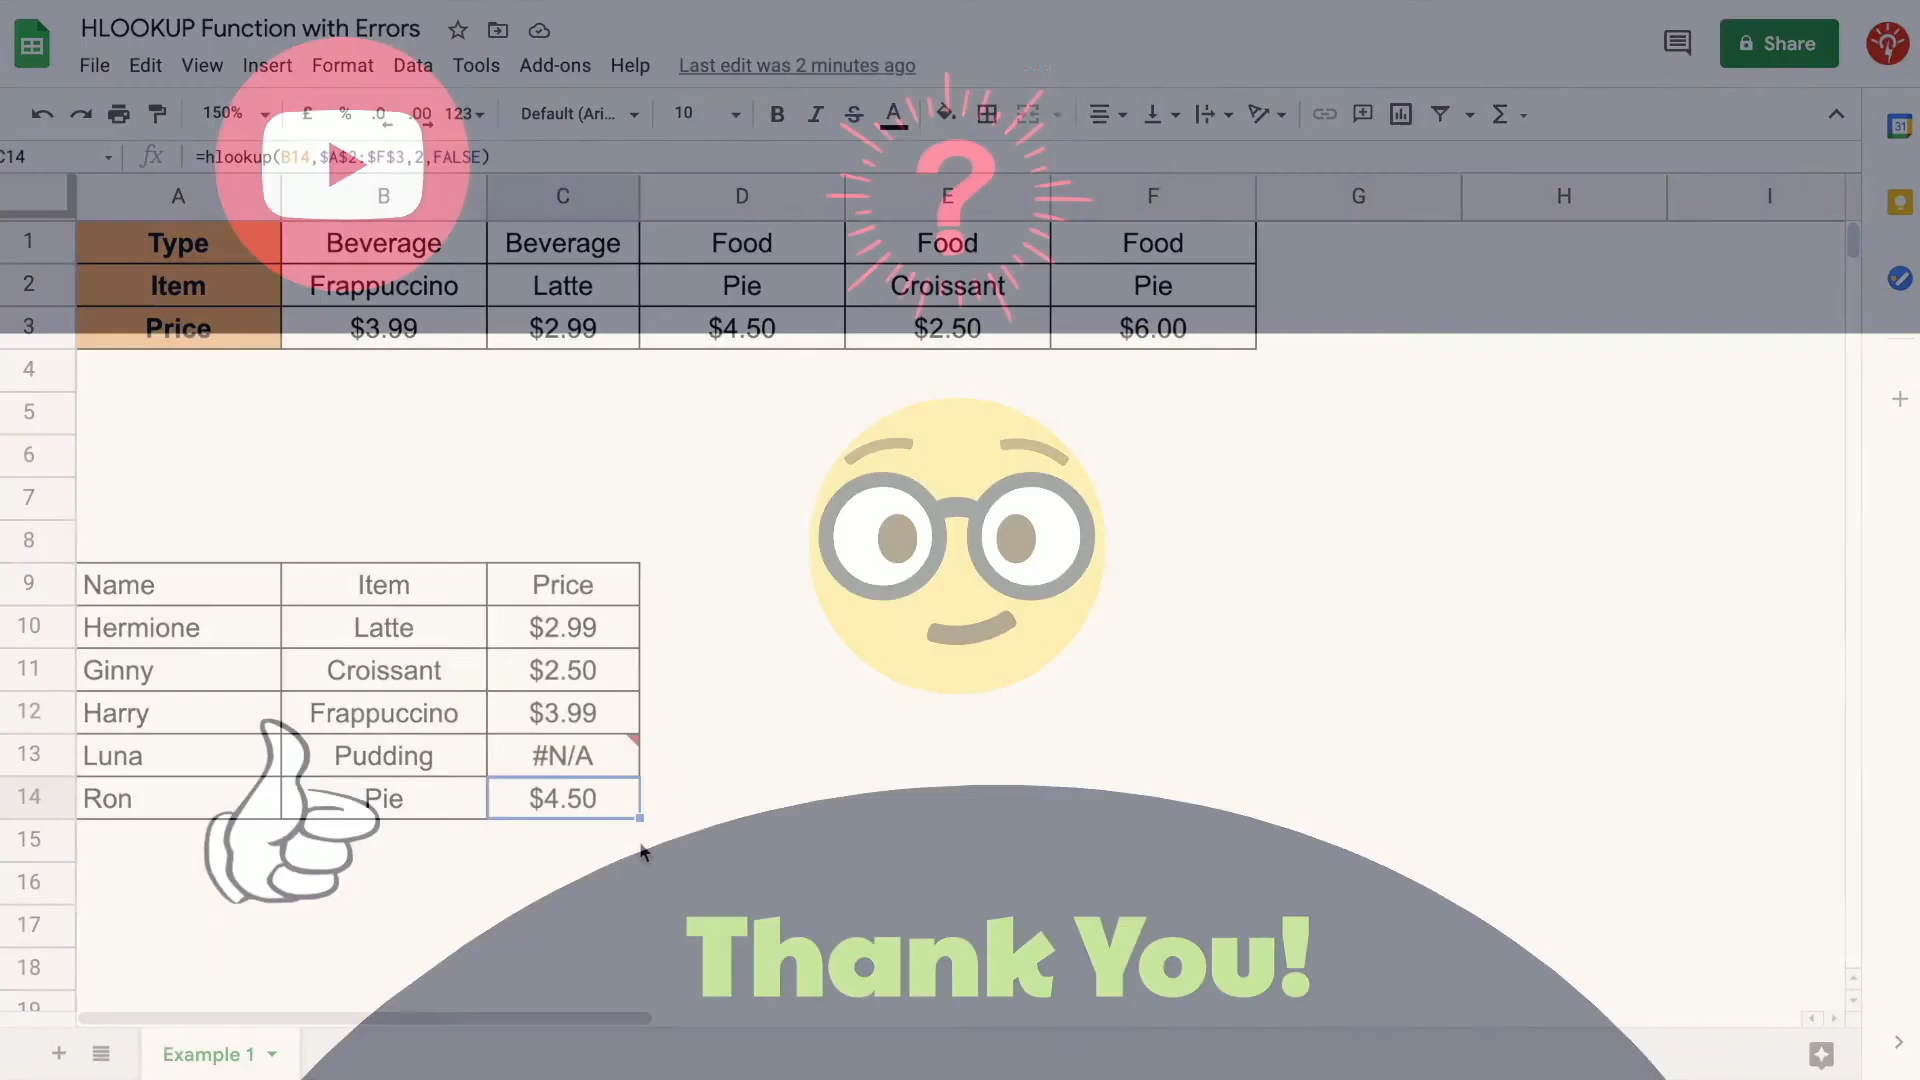 HLOOKUP Function with Errors
File Edit View Insert Format Data Tools Add-ons Help Last edit was 2 minutes ago
Share
150% £ % .0 .00 123 Default (Ari... 10 B I S A Σ
31
C14 fx =hlookup(B14,$A$2:$F$3,2,FALSE)
A B C D E F G H I
?
1 Type Beverage Beverage Food Food Food
2 Item Frappuccino Latte Pie Croissant Pie
3 Price $3.99 $2.99 $4.50 $2.50 $6.00
4
5
6
7
8
9 Name Item Price
10 Hermione Latte $2.99
11 Ginny Croissant $2.50
12 Harry Frappuccino $3.99
13 Luna Pudding #N/A
14 Ron Pie $4.50
15
16
17
18
19
Thank You!
Example 1